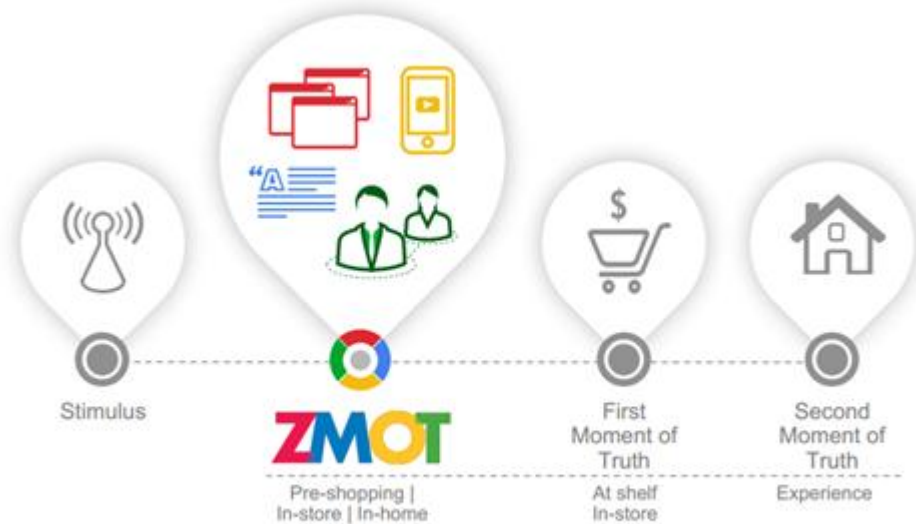 “A
$
Stimulus
ZMOT
First
Moment of
Truth
Second
Moment of
Truth
Pre-shopping |
In-store | In-home
At shelf
In-store
Experience